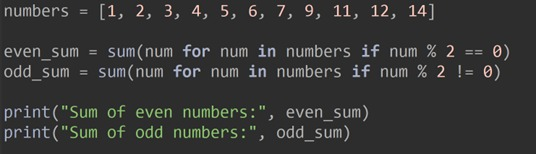 numbers = [1, 2, 3, 4, 5, 6, 7, 9, 11, 12, 14]
even_sum = sum(num for num in numbers if num % 2 == 0)
odd_sum = sum(num for num in numbers if num % 2 != 0)
print("Sum of even numbers:", even_sum)
print("Sum of odd numbers:", odd_sum)